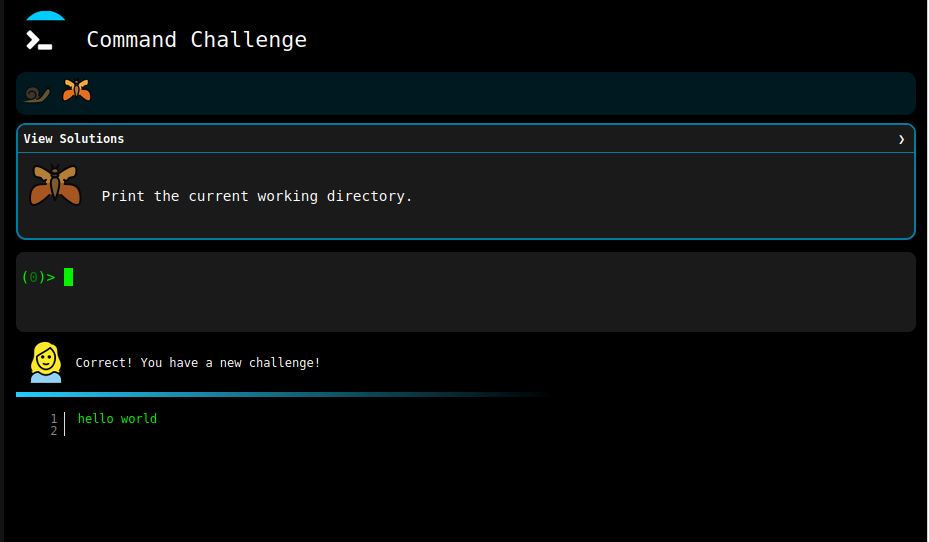 Command Challenge
View Solutions ❯
Print the current working directory.
(0)>
Correct! You have a new challenge!
1 hello world
2